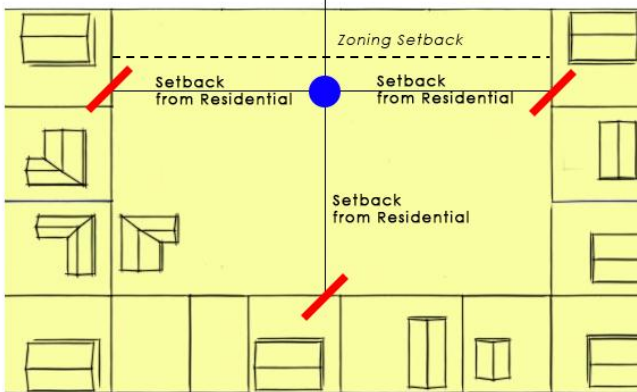 Zoning Setback
Setback
from Residential
Setback
from Residential
Setback
from Residential